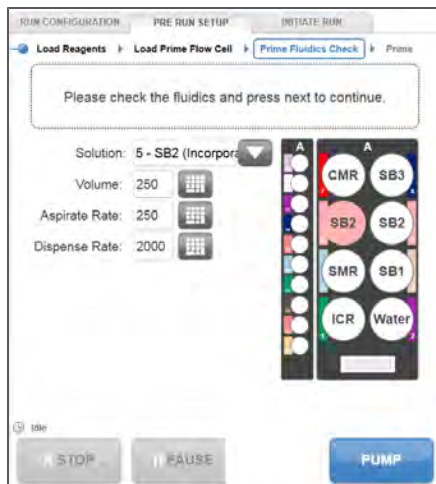 RUN CONFIGURATION PRE RUN SETUP INITIATE RUN
Load Reagents Load Prime Flow Cell Prime Fluidics Check Prime
Please check the fluidics and press next to continue.
Solution: 5 - SB2 (Incorpora
Volume: 250
Aspirate Rate: 250
Dispense Rate: 2000
A A
CMR SB3
SB2 SB2
SMR SB1
ICR Water
Idle
STOP PAUSE PUMP